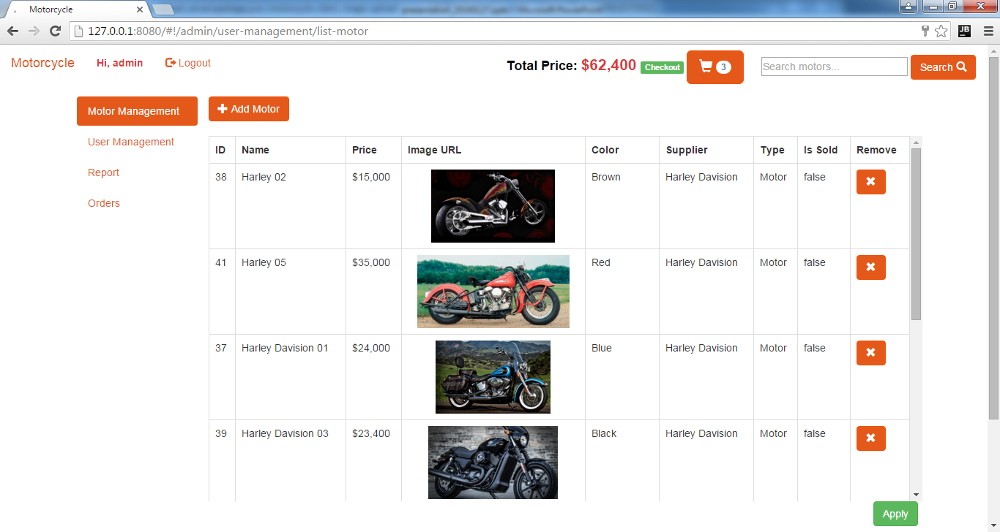 Motorcycle
127.0.0.1:8080/#!/admin/user-management/list-motor
JB
Motorcycle
Hi, admin
Logout
Total Price: $62,400
Checkout
3
Search motors...
Search
Motor Management
User Management
Report
Orders
Add Motor
ID Name Price Image URL Color Supplier Type Is Sold Remove
38 Harley 02 $15,000 Brown Harley Davision Motor false
41 Harley 05 $35,000 Red Harley Davision Motor false
37 Harley Davision 01 $24,000 Blue Harley Davision Motor false
39 Harley Davision 03 $23,400 Black Harley Davision Motor false
Apply